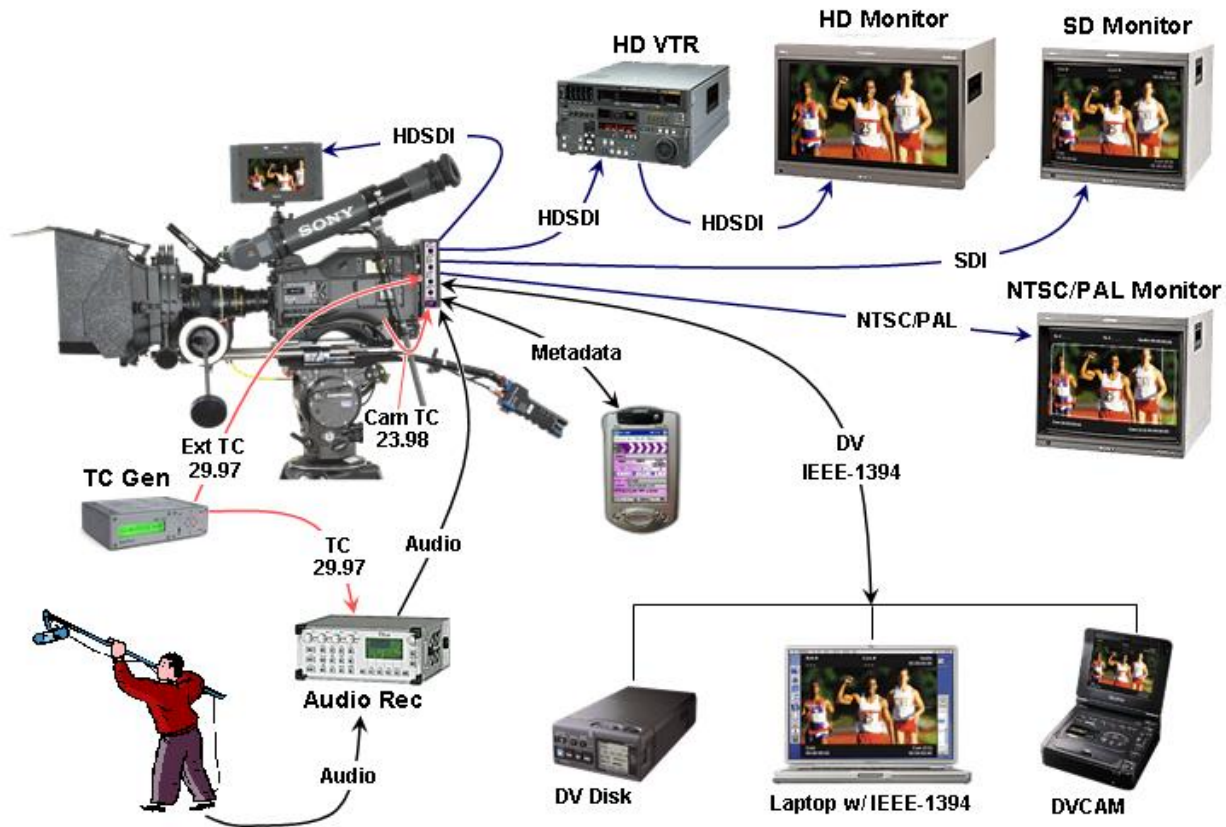 HD Monitor
SD Monitor
HD VTR
HDSDI
SONY
HDSDI
HDSDI
SDI
NTSC/PAL Monitor
NTSC/PAL
Metadata
Cam TC
23.98
Ext TC
29.97
DV
IEEE-1394
TC Gen
TC
29.97
Audio
Audio Rec
Audio
DV Disk
Laptop w/ IEEE-1394
DVCAM